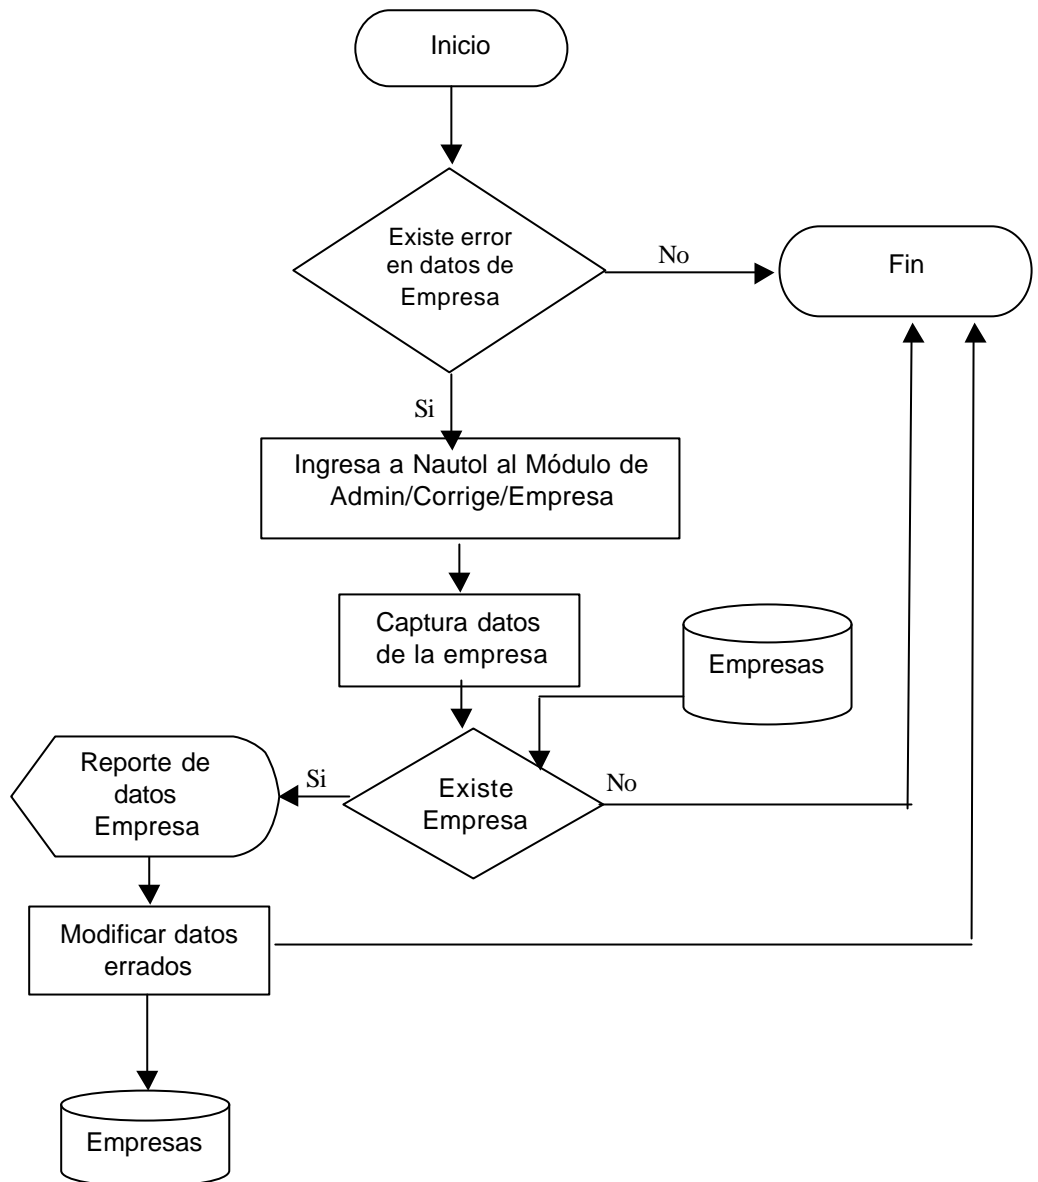 Inicio
Existe error
en datos de
Empresa
No
Fin
Si
Ingresa a Nautol al Módulo de
Admin/Corrige/Empresa
Captura datos
de la empresa
Empresas
Reporte de
datos
Empresa
Si
Existe
Empresa
No
Modificar datos
errados
Empresas